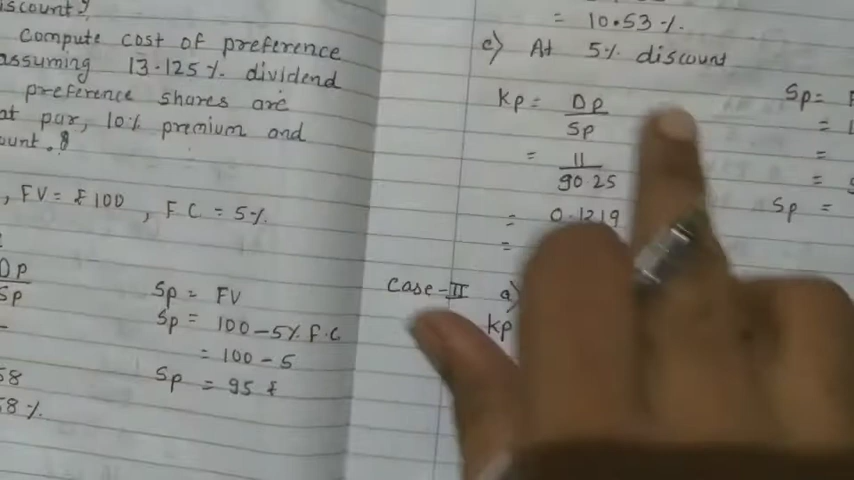 Compute cost of preference
assuming 13.125% dividend
preference shares are
at par, 10% premium and
, FV = ₹100 , FC = 5%.
Dp
Sp
Sp = FV
Sp = 100 - 5% F.C
= 100 - 5
Sp = 95 ₹
58
58%.
= 10.53%.
c) At 5% discount
Kp = Dp
Sp
= 11
90.25
= 0.1219
=
Sp =
=
=
=
Sp =
Case-II a)
Kp